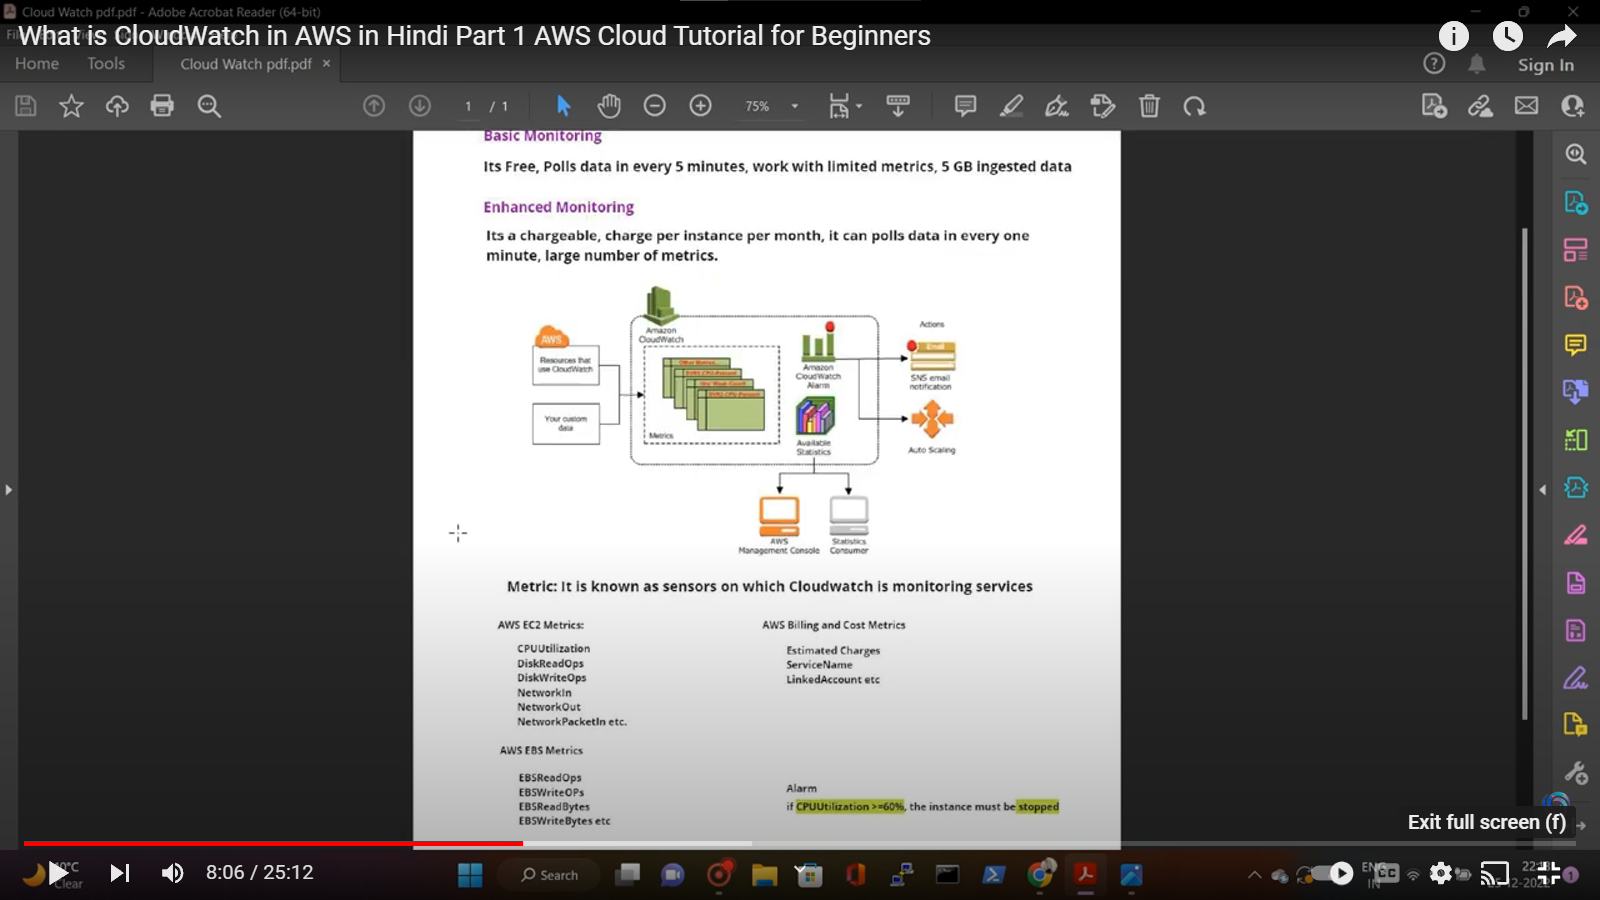 Cloud Watch pdf.pdf - Adobe Acrobat Reader (64-bit)
What is CloudWatch in AWS in Hindi Part 1 AWS Cloud Tutorial for Beginners
Home Tools Cloud Watch pdf.pdf × Sign In
1 / 1 75%
Basic Monitoring
Its Free, Polls data in every 5 minutes, work with limited metrics, 5 GB ingested data
Enhanced Monitoring
Its a chargeable, charge per instance per month, it can polls data in every one
minute, large number of metrics.
AWS
Resources that
use CloudWatch
Your custom
data
Amazon
CloudWatch
Metrics
Amazon
CloudWatch
Alarm
Available
Statistics
Actions
Email
SNS email
notification
Auto Scaling
AWS
Management Console
Statistics
Consumer
Metric: It is known as sensors on which Cloudwatch is monitoring services
AWS EC2 Metrics:
CPUUtilization
DiskReadOps
DiskWriteOps
NetworkIn
NetworkOut
NetworkPacketIn etc.
AWS Billing and Cost Metrics
Estimated Charges
ServiceName
LinkedAccount etc
AWS EBS Metrics
EBSReadOps
EBSWriteOPs
EBSReadBytes
EBSWriteBytes etc
Alarm
if CPUUtilization >=60%, the instance must be stopped
Exit full screen (f)
8:06 / 25:12
Clear
Search
ENG
IN
CC